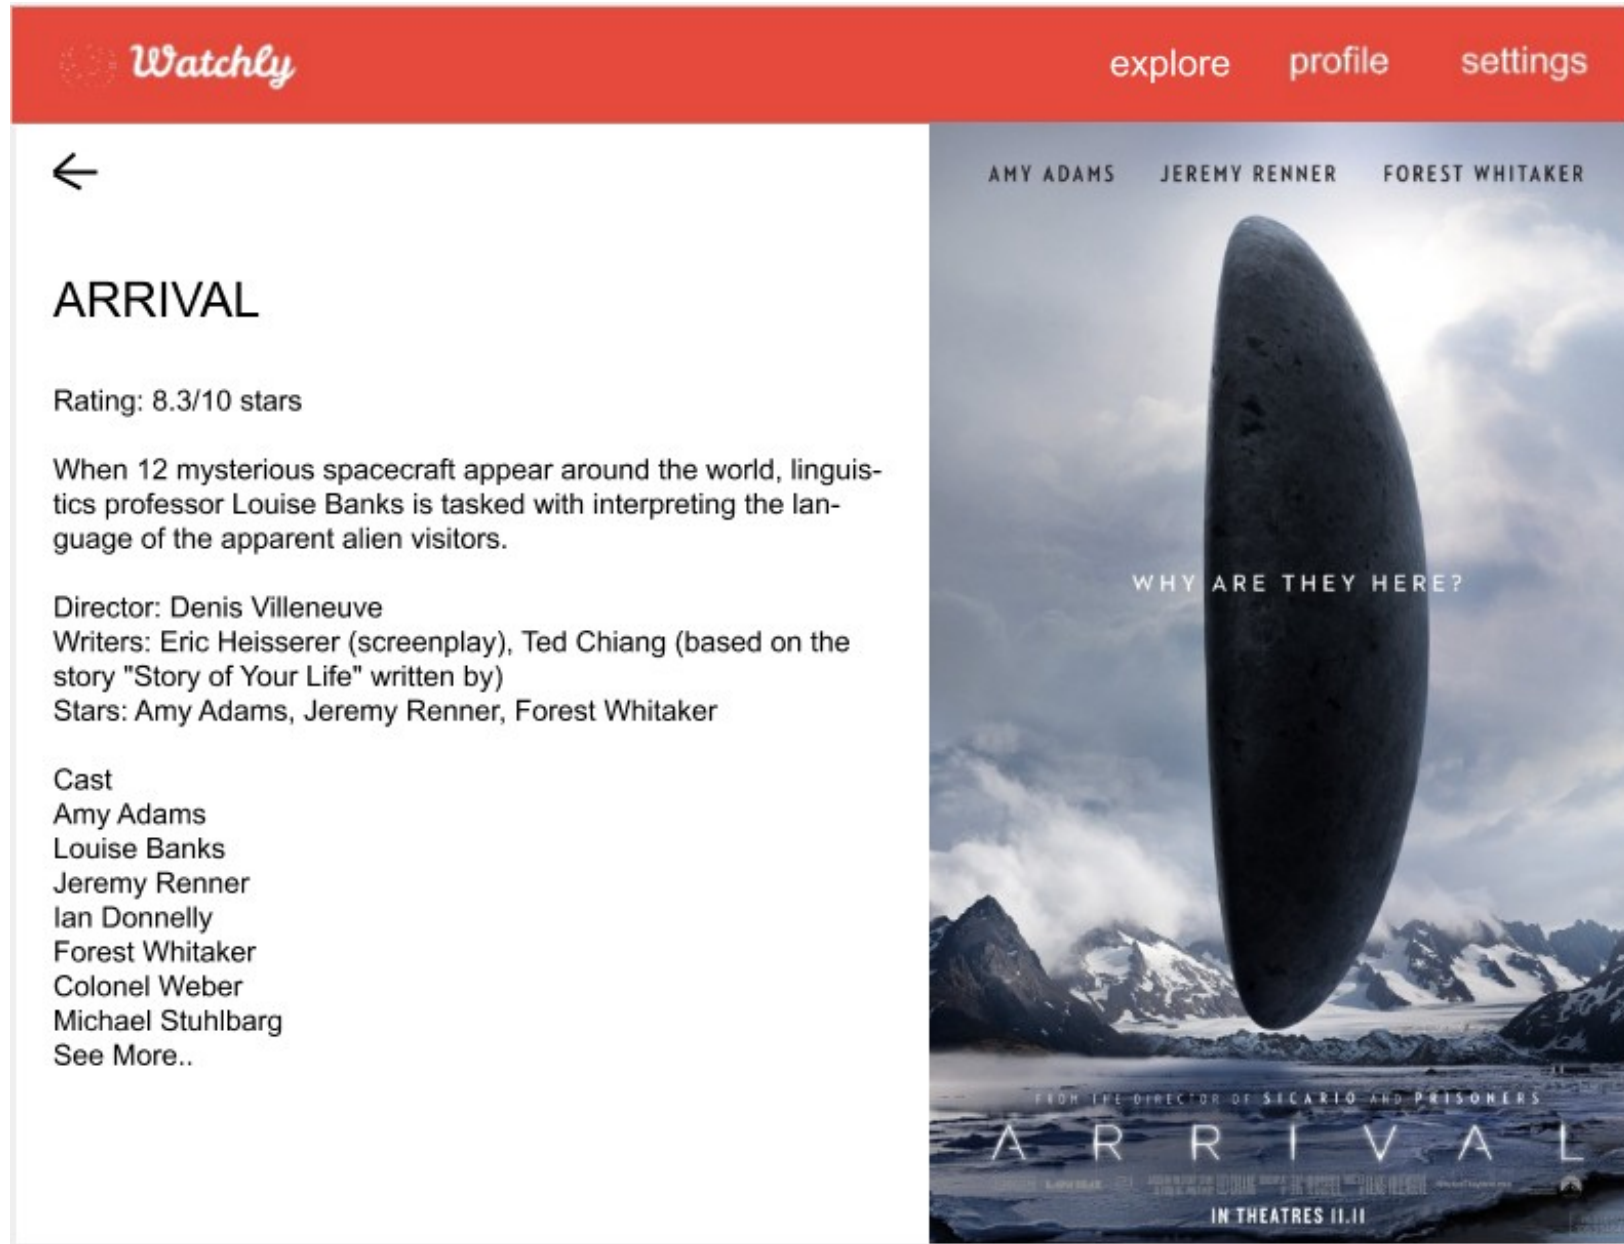 Watchly
explore profile settings
ARRIVAL
Rating: 8.3/10 stars
When 12 mysterious spacecraft appear around the world, linguis-
tics professor Louise Banks is tasked with interpreting the lan-
guage of the apparent alien visitors.
Director: Denis Villeneuve
Writers: Eric Heisserer (screenplay), Ted Chiang (based on the
story "Story of Your Life" written by)
Stars: Amy Adams, Jeremy Renner, Forest Whitaker
Cast
Amy Adams
Louise Banks
Jeremy Renner
Ian Donnelly
Forest Whitaker
Colonel Weber
Michael Stuhlbarg
See More..
AMY ADAMS JEREMY RENNER FOREST WHITAKER
WHY ARE THEY HERE?
FROM THE DIRECTOR OF SICARIO AND PRISONERS
ARRIVAL
IN THEATRES 11.11